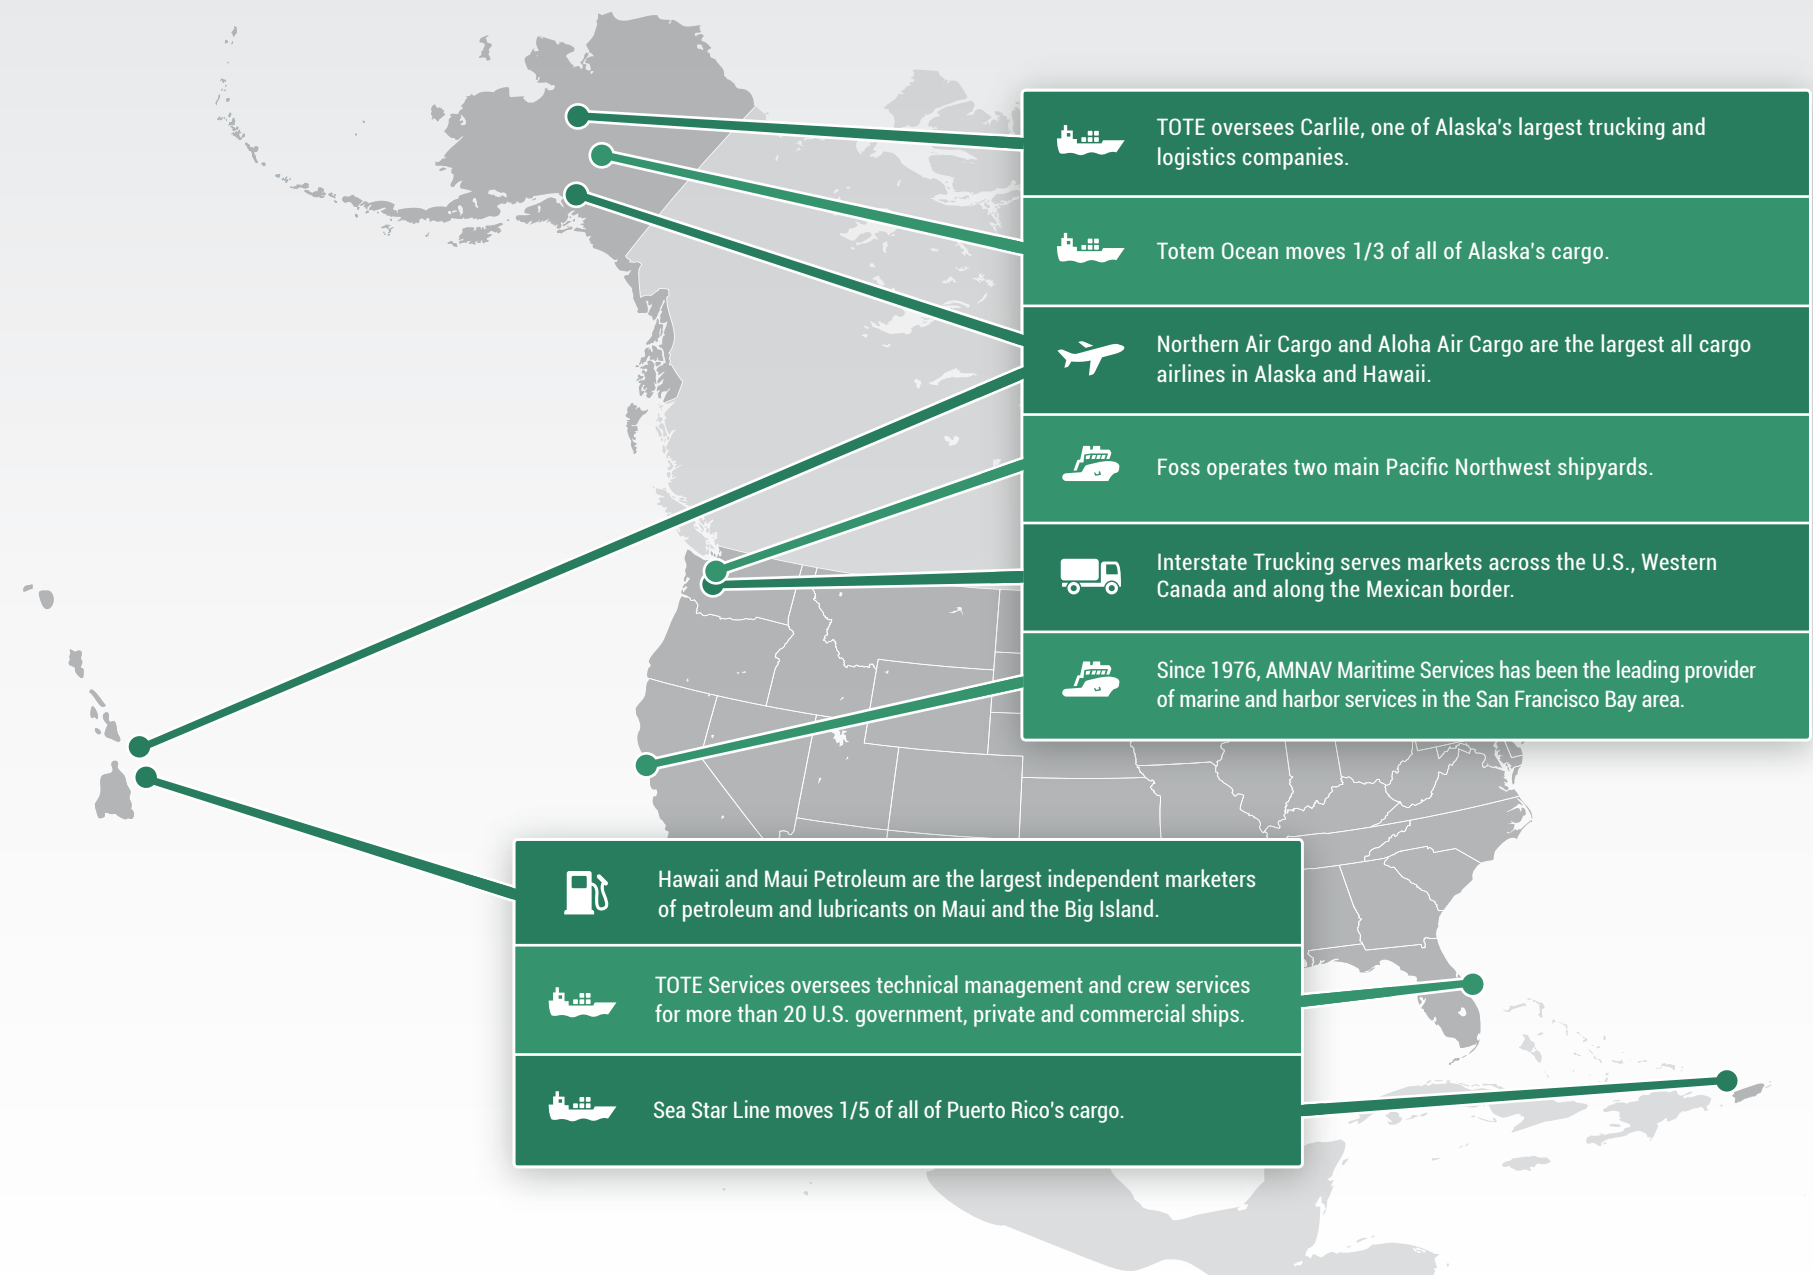 TOTE oversees Carlile, one of Alaska's largest trucking and
logistics companies.
Totem Ocean moves 1/3 of all of Alaska's cargo.
Northern Air Cargo and Aloha Air Cargo are the largest all cargo
airlines in Alaska and Hawaii.
Foss operates two main Pacific Northwest shipyards.
Interstate Trucking serves markets across the U.S., Western
Canada and along the Mexican border.
Since 1976, AMNAV Maritime Services has been the leading provider
of marine and harbor services in the San Francisco Bay area.
Hawaii and Maui Petroleum are the largest independent marketers
of petroleum and lubricants on Maui and the Big Island.
TOTE Services oversees technical management and crew services
for more than 20 U.S. government, private and commercial ships.
Sea Star Line moves 1/5 of all of Puerto Rico's cargo.